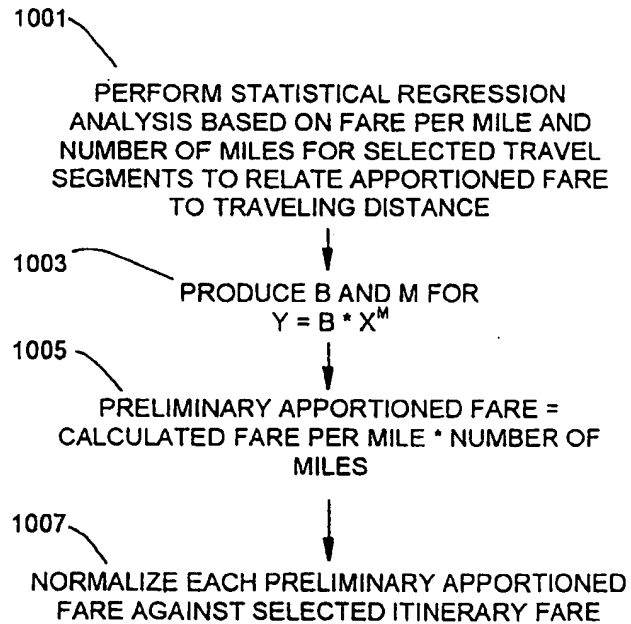 1001
PERFORM STATISTICAL REGRESSION
ANALYSIS BASED ON FARE PER MILE AND
NUMBER OF MILES FOR SELECTED TRAVEL
SEGMENTS TO RELATE APPORTIONED FARE
TO TRAVELING DISTANCE
1003
PRODUCE B AND M FOR
Y = B * X^M
1005
PRELIMINARY APPORTIONED FARE =
CALCULATED FARE PER MILE * NUMBER OF
MILES
1007
NORMALIZE EACH PRELIMINARY APPORTIONED
FARE AGAINST SELECTED ITINERARY FARE